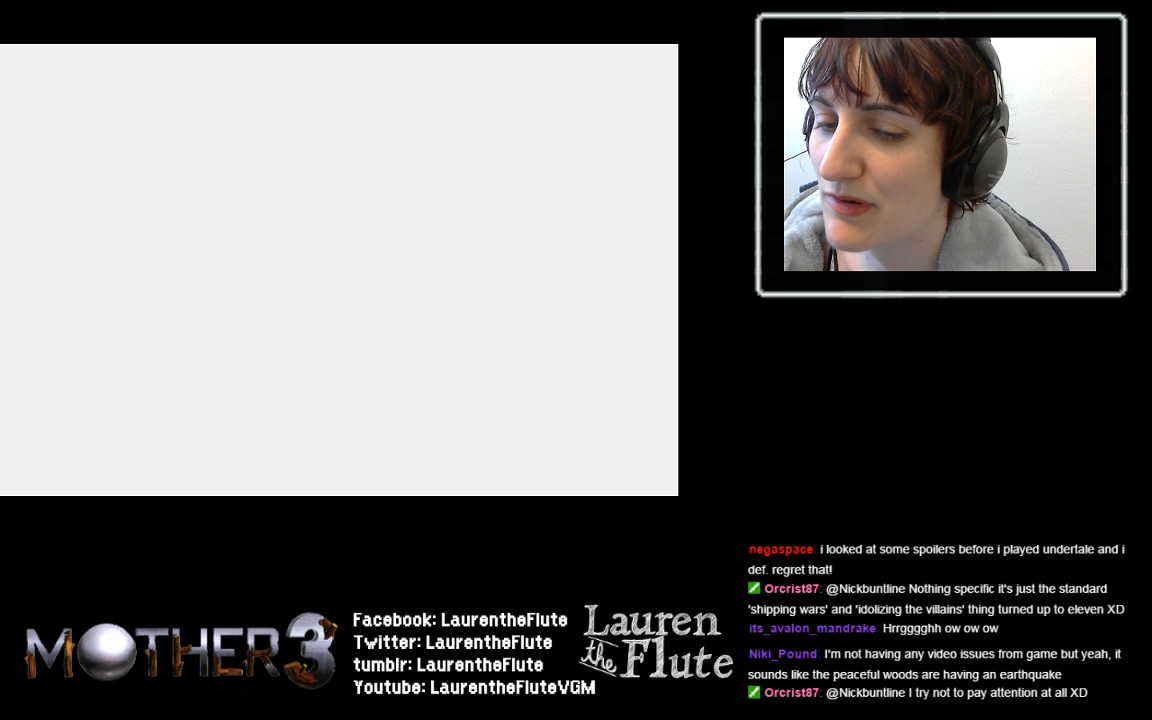 negaspace: i looked at some spoilers before i played undertale and i
def. regret that!
Orcrist87: @Nickbuntline Nothing specific it's just the standard
'shipping wars' and 'idolizing the villains' thing turned up to eleven XD
its_avalon_mandrake: Hrrgggghh ow ow ow
Niki_Pound: I'm not having any video issues from game but yeah, it
sounds like the peaceful woods are having an earthquake
Orcrist87: @Nickbuntline I try not to pay attention at all XD
MOTHER 3
Facebook: LaurentheFlute
Twitter: LaurentheFlute
tumblr: LaurentheFlute
Youtube: LaurentheFluteVGM
Lauren
the Flute